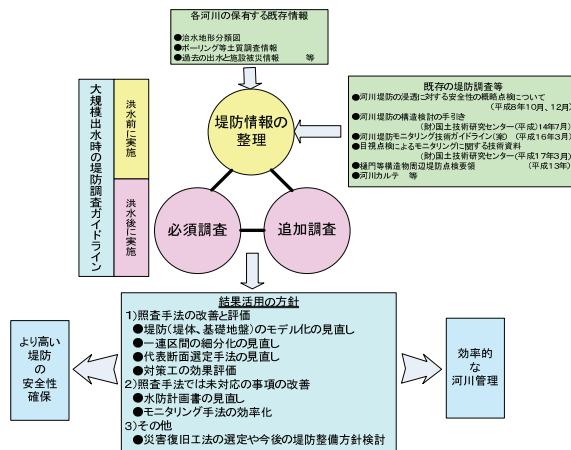 各河川の保有する既存情報
●治水地形分類図
●ボーリング等土質調査情報
●過去の出水と施設被災情報　　等
既存の堤防調査等
●河川堤防の浸透に対する安全性の概略点検について
(平成8年10月、12月)
●河川堤防の構造検討の手引き
(財)国土技術研究センター(平成)14年7月)
●河川堤防モニタリング技術ガイドライン(案)　(平成16年3月)
●目視点検によるモニタリングに関する技術資料
(財)国土技術研究センター(平成17年3月)
●樋門等構造物周辺堤防点検要領　　(平成13年)
●河川カルテ　等
大規模出水時の堤防調査ガイドライン
洪水前に実施
洪水後に実施
堤防情報の
整理
必須調査
追加調査
結果活用の方針
1)照査手法の改善と評価
●堤防(堤体、基礎地盤)のモデル化の見直し
●一連区間の細分化の見直し
●代表断面選定手法の見直し
●対策工の効果評価
2)照査手法では未対応の事項の改善
●水防計画書の見直し
●モニタリング手法の効率化
3)その他
●災害復旧工法の選定や今後の堤防整備方針検討
より高い
堤防
の
安全性
確保
効率的
な
河川管理